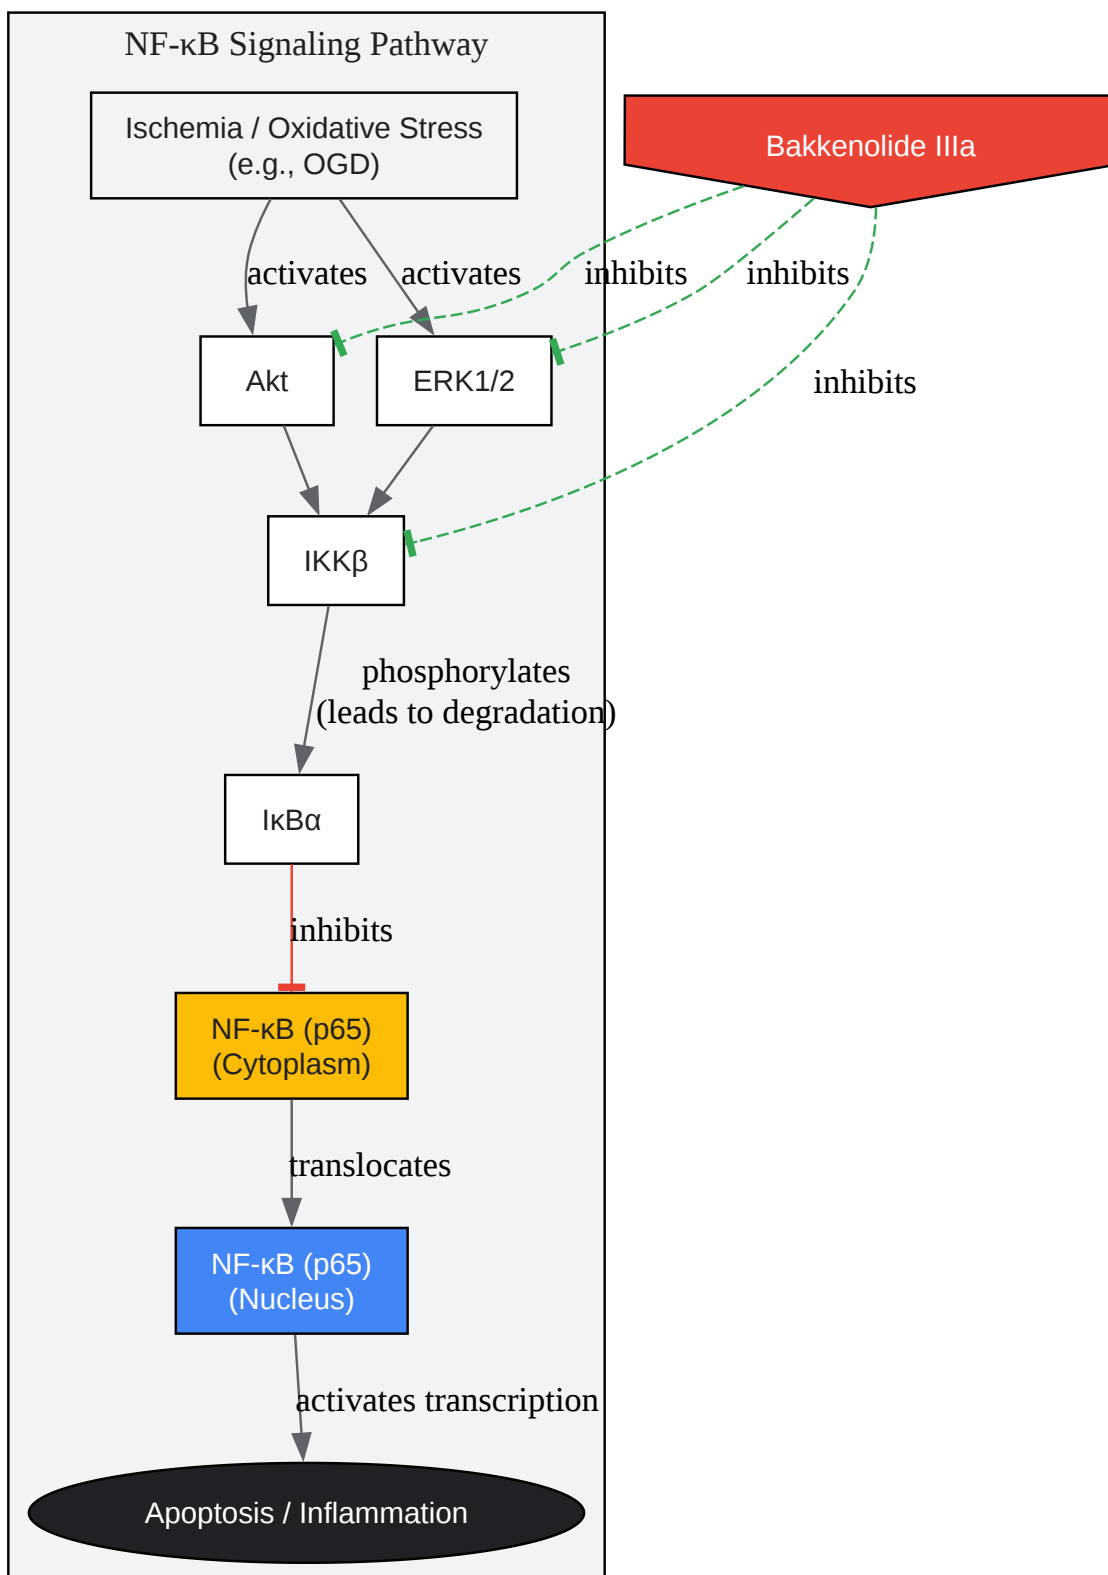 NF-κB Signaling Pathway
Ischemia / Oxidative Stress
(e.g., OGD)
Bakkenolide IIIa
activates
activates
inhibits
inhibits
Akt
ERK1/2
inhibits
IKKβ
phosphorylates
(leads to degradation)
IκBα
inhibits
NF-κB (p65)
(Cytoplasm)
translocates
NF-κB (p65)
(Nucleus)
activates transcription
Apoptosis / Inflammation